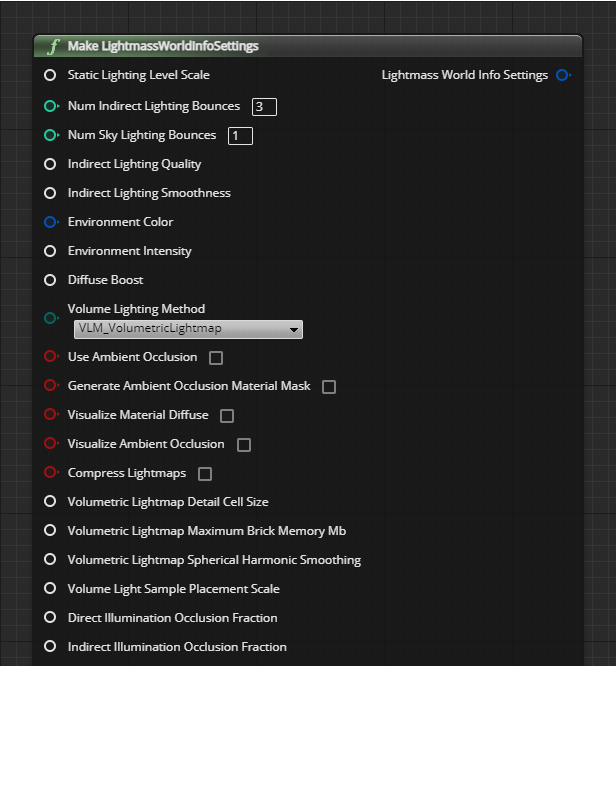 f Make LightmassWorldInfoSettings
Static Lighting Level Scale
Lightmass World Info Settings
Num Indirect Lighting Bounces 3
Num Sky Lighting Bounces 1
Indirect Lighting Quality
Indirect Lighting Smoothness
Environment Color
Environment Intensity
Diffuse Boost
Volume Lighting Method
VLM_VolumetricLightmap
Use Ambient Occlusion
Generate Ambient Occlusion Material Mask
Visualize Material Diffuse
Visualize Ambient Occlusion
Compress Lightmaps
Volumetric Lightmap Detail Cell Size
Volumetric Lightmap Maximum Brick Memory Mb
Volumetric Lightmap Spherical Harmonic Smoothing
Volume Light Sample Placement Scale
Direct Illumination Occlusion Fraction
Indirect Illumination Occlusion Fraction